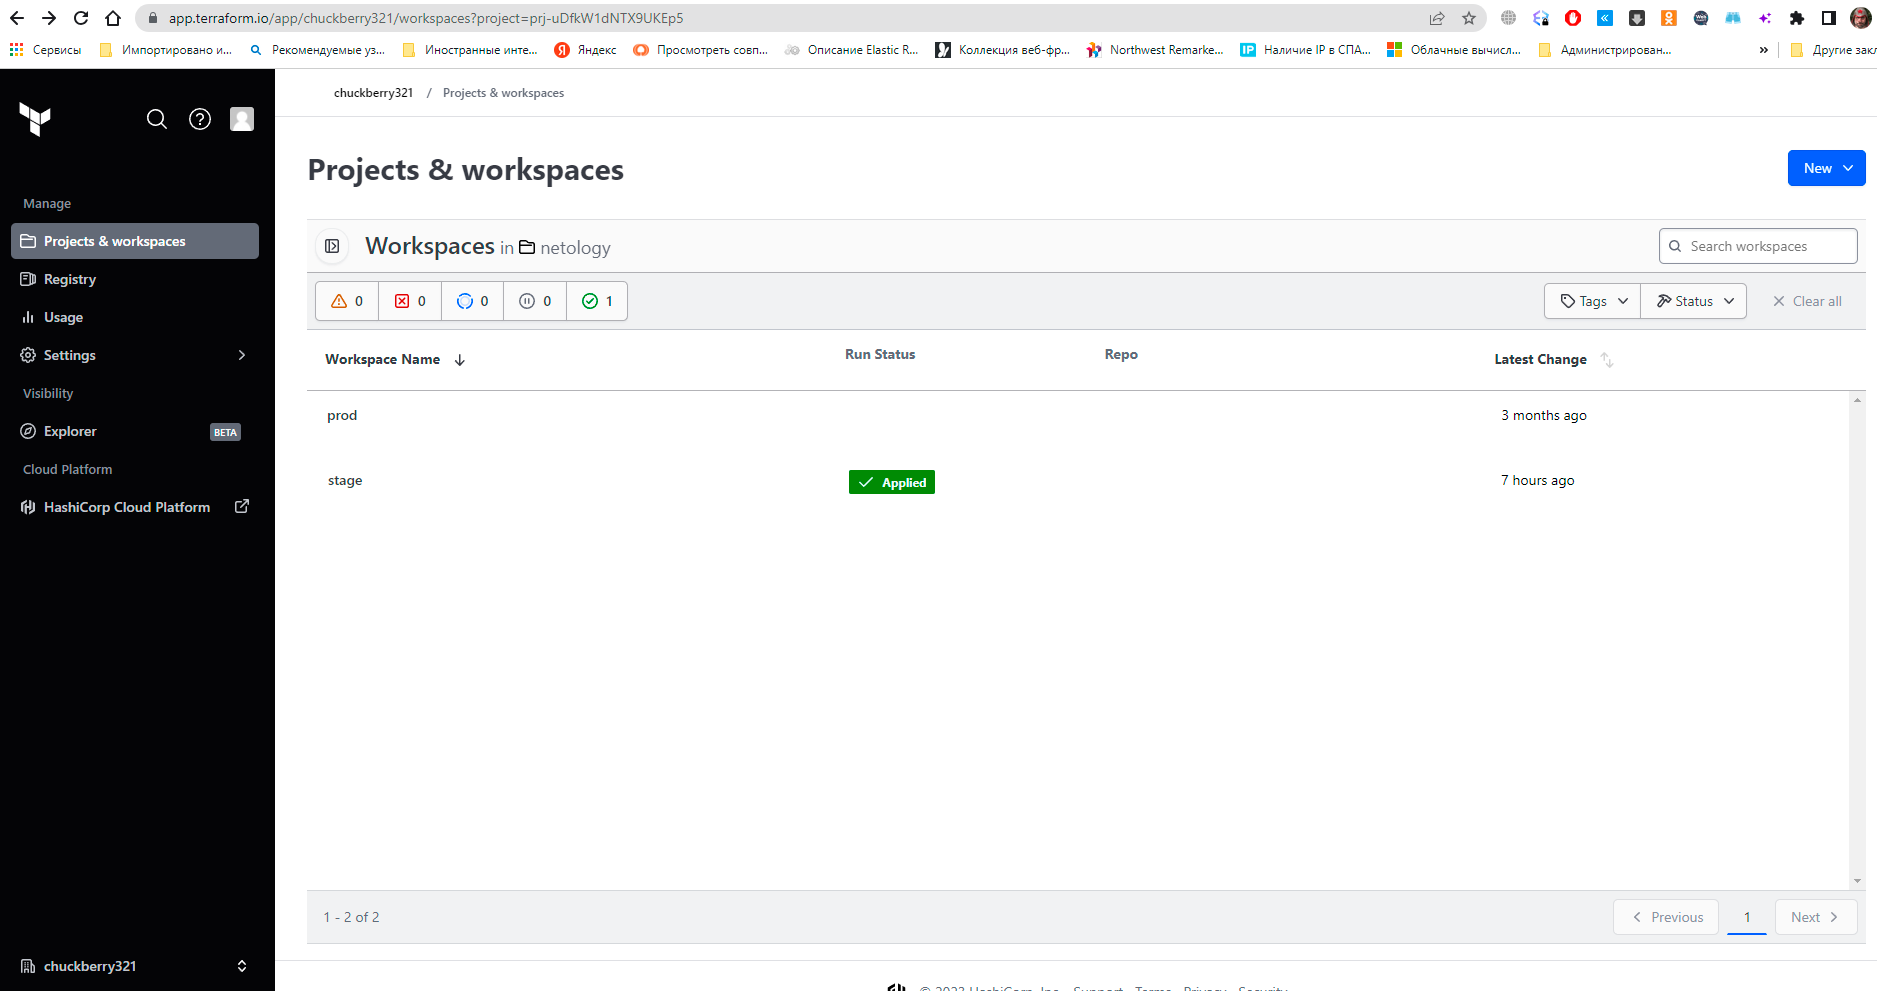 app.terraform.io/app/chuckberry321/workspaces?project=prj-uDfkW1dNTX9UKEp5
Сервисы Импортировано и... Рекомендуемые уз... Иностранные инте... Яндекс Просмотреть совп... Описание Elastic R... Коллекция веб-фр... Northwest Remarke... IP Наличие IP в СПА... Облачные вычисл... Администрирован... » Другие закл
chuckberry321 / Projects & workspaces
Projects & workspaces
New
Manage
Projects & workspaces
Registry
Usage
Settings
Visibility
Explorer BETA
Cloud Platform
HashiCorp Cloud Platform
chuckberry321
Workspaces in netology
Search workspaces
0 0 0 0 1
Tags Status Clear all
Workspace Name Run Status Repo Latest Change
prod 3 months ago
stage Applied 7 hours ago
1 - 2 of 2
Previous 1 Next
© 2023 HashiCorp, Inc. Support Terms Privacy Security